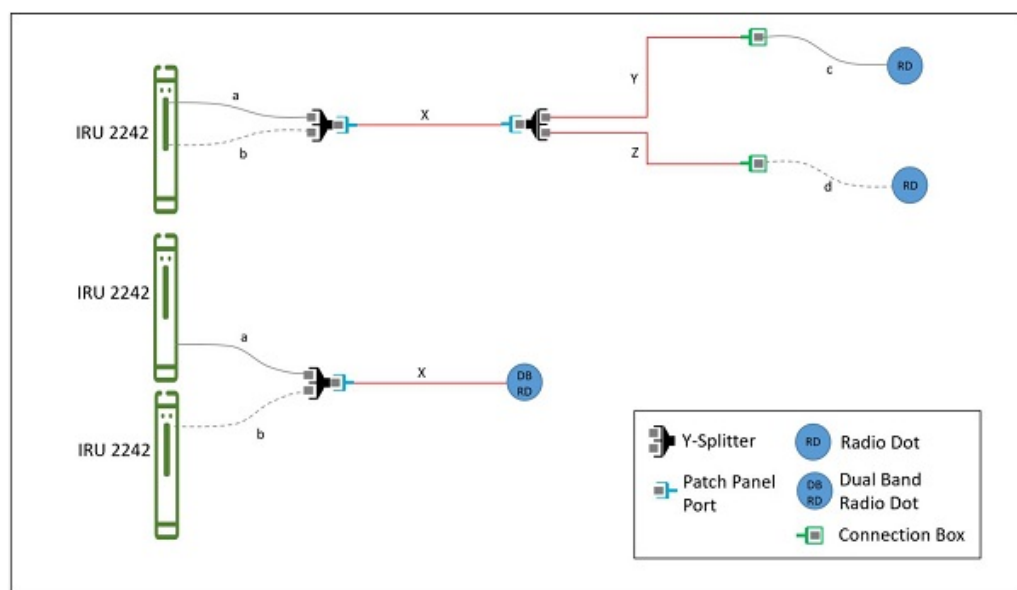 a
IRU 2242
b
X
Y
Z
c
RD
d
RD
IRU 2242
a
X
DB
RD
b
IRU 2242
Y-Splitter
RD
Radio Dot
Patch Panel
Port
DB
RD
Dual Band
Radio Dot
Connection Box